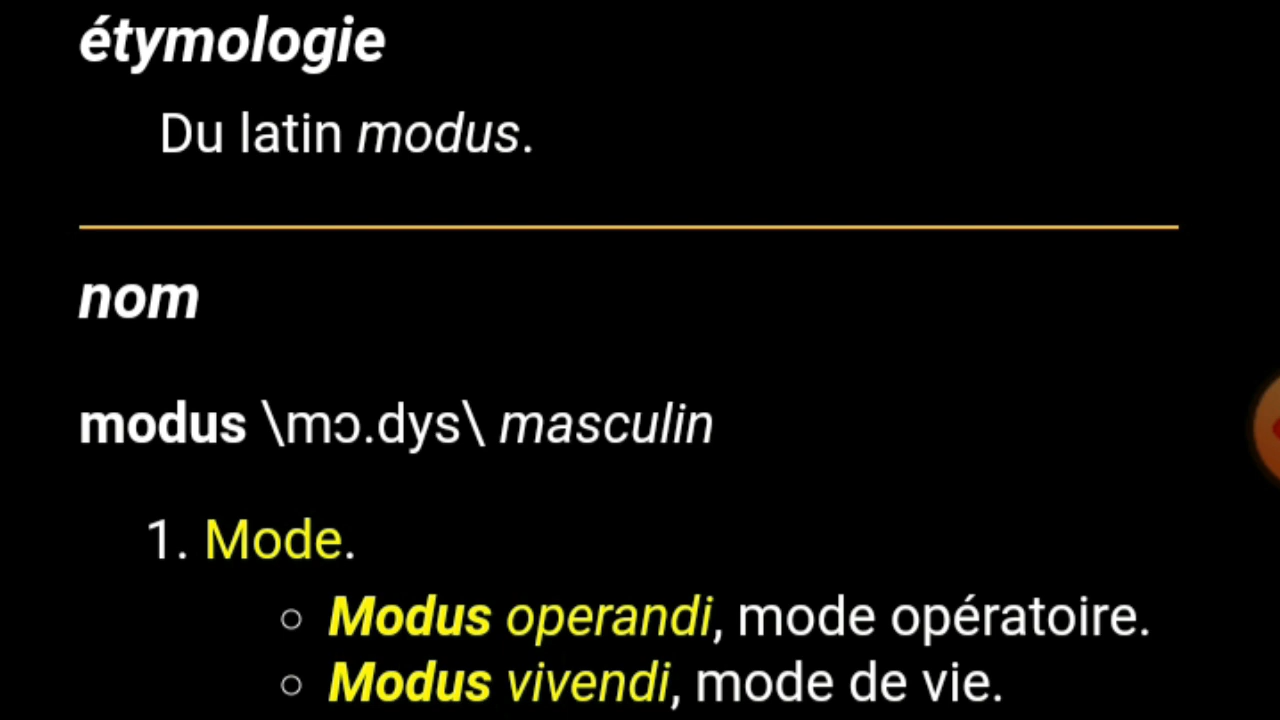 étymologie
Du latin modus.
nom
modus \mɔ.dys\ masculin
1. Mode.
Modus operandi, mode opératoire.
Modus vivendi, mode de vie.